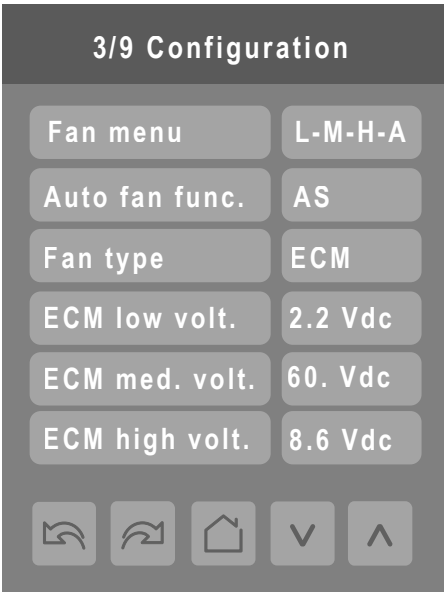 3/9 Configuration
Fan menu L-M-H-A
Auto fan func. AS
Fan type ECM
ECM low volt. 2.2 Vdc
ECM med. volt. 60. Vdc
ECM high volt. 8.6 Vdc